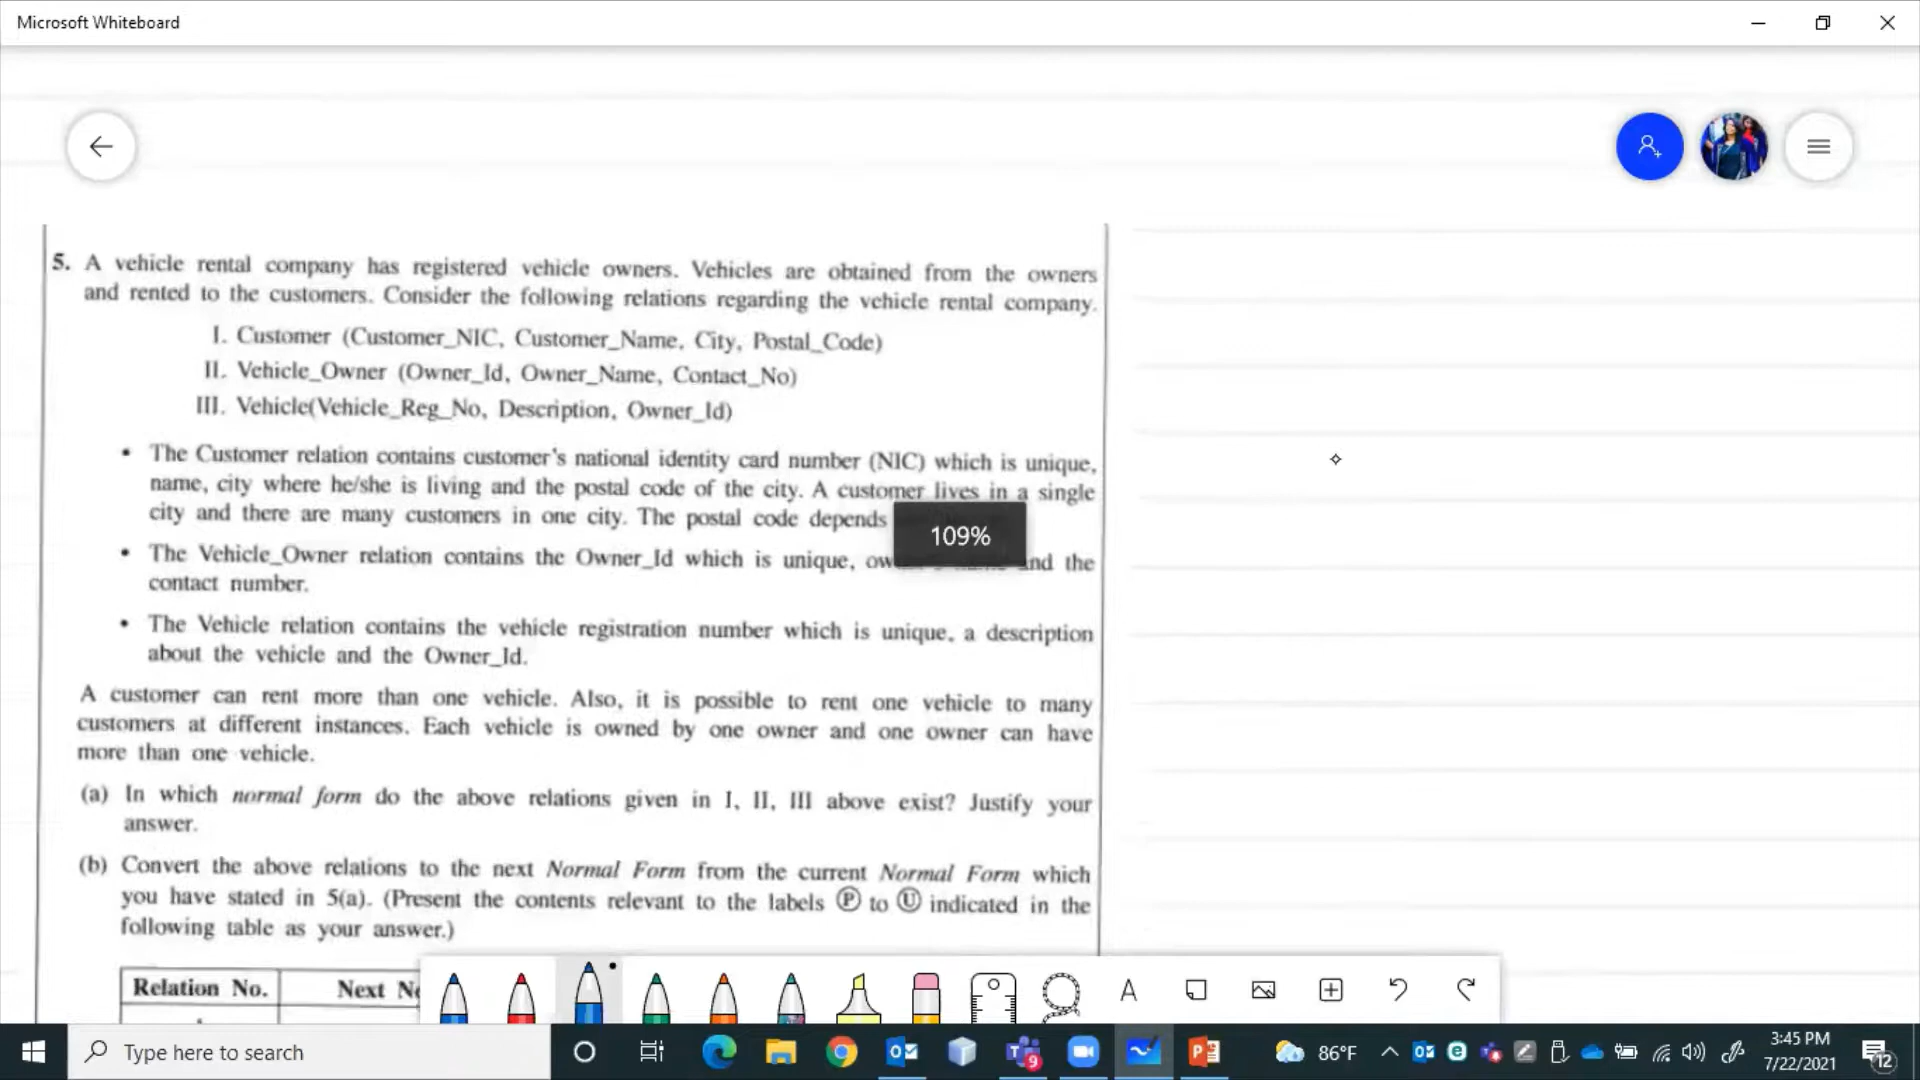 Microsoft Whiteboard
5. A vehicle rental company has registered vehicle owners. Vehicles are obtained from the owners
and rented to the customers. Consider the following relations regarding the vehicle rental company.
I. Customer (Customer_NIC, Customer_Name, City, Postal_Code)
II. Vehicle_Owner (Owner_Id, Owner_Name, Contact_No)
III. Vehicle(Vehicle_Reg_No, Description, Owner_Id)
• The Customer relation contains customer's national identity card number (NIC) which is unique,
name, city where he/she is living and the postal code of the city. A customer lives in a single
city and there are many customers in one city. The postal code depends
109%
• The Vehicle_Owner relation contains the Owner_Id which is unique, and the
contact number.
• The Vehicle relation contains the vehicle registration number which is unique, a description
about the vehicle and the Owner_Id.
A customer can rent more than one vehicle. Also, it is possible to rent one vehicle to many
customers at different instances. Each vehicle is owned by one owner and one owner can have
more than one vehicle.
(a) In which normal form do the above relations given in I, II, III above exist? Justify your
answer.
(b) Convert the above relations to the next Normal Form from the current Normal Form which
you have stated in 5(a). (Present the contents relevant to the labels Ⓟ to Ⓤ indicated in the
following table as your answer.)
Relation No. Next
Type here to search
86°F
3:45 PM
7/22/2021
9
12